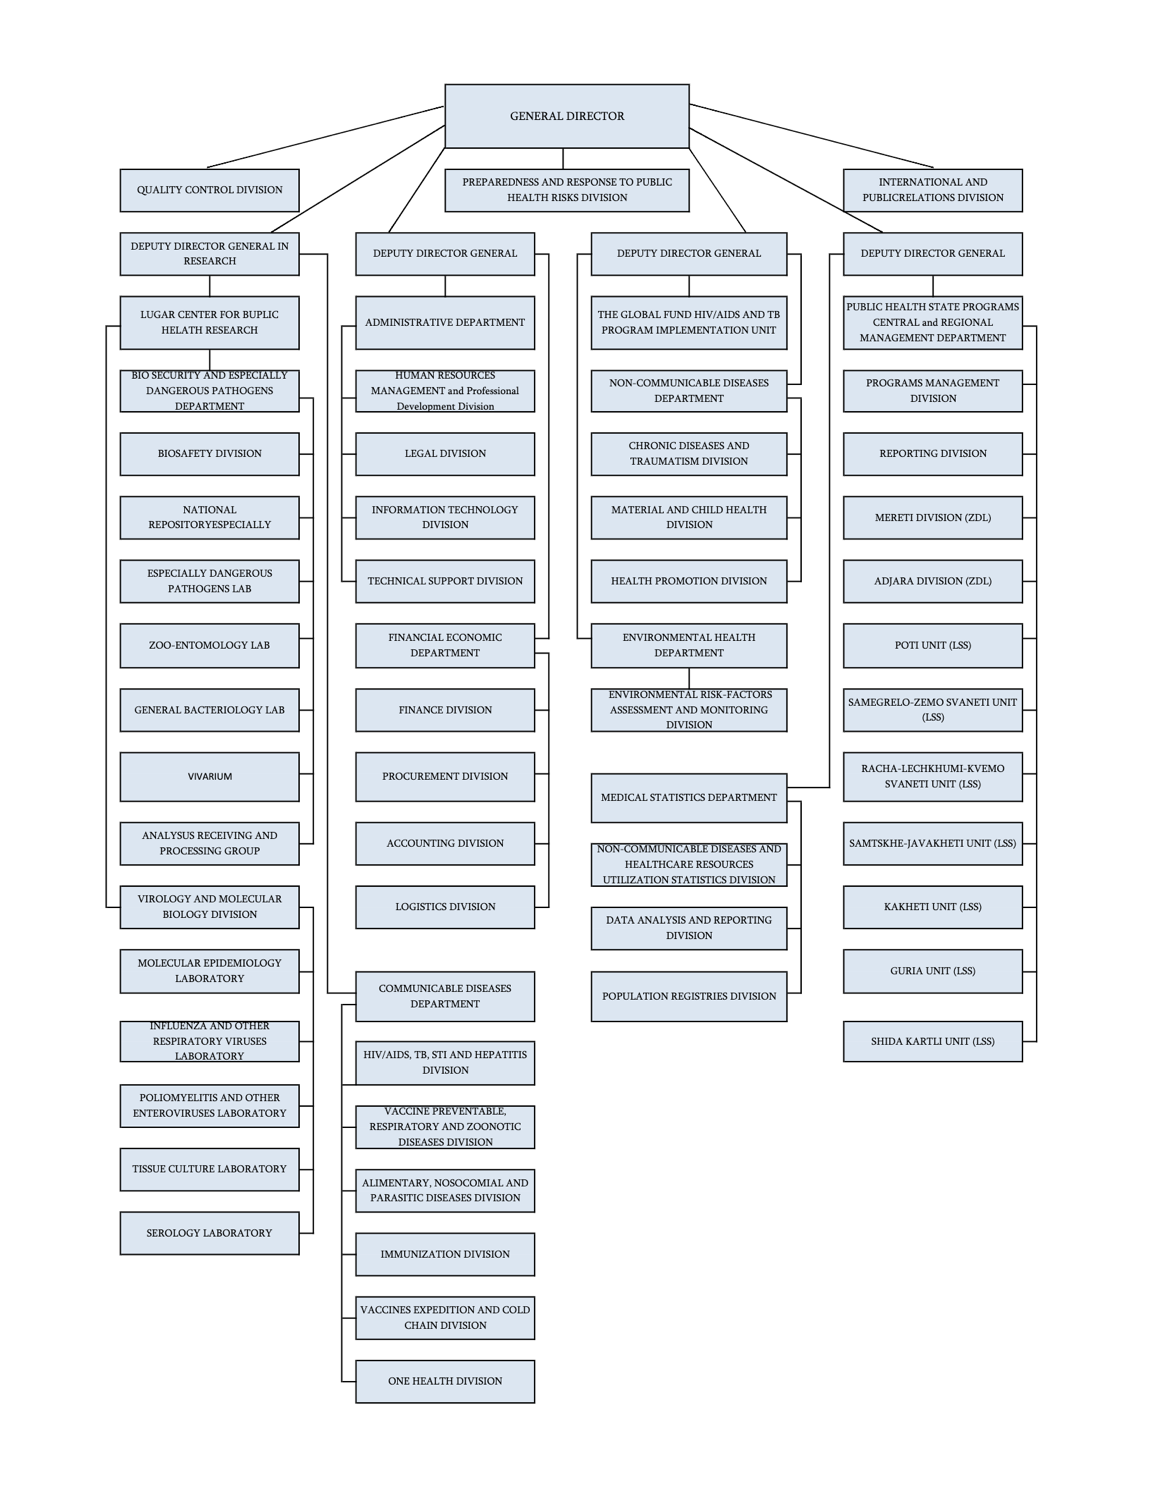 GENERAL DIRECTOR
QUALITY CONTROL DIVISION
PREPAREDNESS AND RESPONSE TO PUBLIC
HEALTH RISKS DIVISION
INTERNATIONAL AND
PUBLICRELATIONS DIVISION
DEPUTY DIRECTOR GENERAL IN
RESEARCH
LUGAR CENTER FOR BUPLIC
HELATH RESEARCH
BIO SECURITY AND ESPECIALLY
DANGEROUS PATHOGENS
DEPARTMENT
BIOSAFETY DIVISION
NATIONAL
REPOSITORYESPECIALLY
ESPECIALLY DANGEROUS
PATHOGENS LAB
ZOO-ENTOMOLOGY LAB
GENERAL BACTERIOLOGY LAB
VIVARIUM
ANALYSUS RECEIVING AND
PROCESSING GROUP
VIROLOGY AND MOLECULAR
BIOLOGY DIVISION
MOLECULAR EPIDEMIOLOGY
LABORATORY
INFLUENZA AND OTHER
RESPIRATORY VIRUSES
LABORATORY
POLIOMYELITIS AND OTHER
ENTEROVIRUSES LABORATORY
TISSUE CULTURE LABORATORY
SEROLOGY LABORATORY
DEPUTY DIRECTOR GENERAL
ADMINISTRATIVE DEPARTMENT
HUMAN RESOURCES
MANAGEMENT and Professional
Development Division
LEGAL DIVISION
INFORMATION TECHNOLOGY
DIVISION
TECHNICAL SUPPORT DIVISION
FINANCIAL ECONOMIC
DEPARTMENT
FINANCE DIVISION
PROCUREMENT DIVISION
ACCOUNTING DIVISION
LOGISTICS DIVISION
COMMUNICABLE DISEASES
DEPARTMENT
HIV/AIDS, TB, STI AND HEPATITIS
DIVISION
VACCINE PREVENTABLE,
RESPIRATORY AND ZOONOTIC
DISEASES DIVISION
ALIMENTARY, NOSOCOMIAL AND
PARASITIC DISEASES DIVISION
IMMUNIZATION DIVISION
VACCINES EXPEDITION AND COLD
CHAIN DIVISION
ONE HEALTH DIVISION
DEPUTY DIRECTOR GENERAL
THE GLOBAL FUND HIV/AIDS AND TB
PROGRAM IMPLEMENTATION UNIT
NON-COMMUNICABLE DISEASES
DEPARTMENT
CHRONIC DISEASES AND
TRAUMATISM DIVISION
MATERIAL AND CHILD HEALTH
DIVISION
HEALTH PROMOTION DIVISION
ENVIRONMENTAL HEALTH
DEPARTMENT
ENVIRONMENTAL RISK-FACTORS
ASSESSMENT AND MONITORING
DIVISION
MEDICAL STATISTICS DEPARTMENT
NON-COMMUNICABLE DISEASES AND
HEALTHCARE RESOURCES
UTILIZATION STATISTICS DIVISION
DATA ANALYSIS AND REPORTING
DIVISION
POPULATION REGISTRIES DIVISION
DEPUTY DIRECTOR GENERAL
PUBLIC HEALTH STATE PROGRAMS
CENTRAL and REGIONAL
MANAGEMENT DEPARTMENT
PROGRAMS MANAGEMENT
DIVISION
REPORTING DIVISION
MERETI DIVISION (ZDL)
ADJARA DIVISION (ZDL)
POTI UNIT (LSS)
SAMEGRELO-ZEMO SVANETI UNIT
(LSS)
RACHA-LECHKHUMI-KVEMO
SVANETI UNIT (LSS)
SAMTSKHE-JAVAKHETI UNIT (LSS)
KAKHETI UNIT (LSS)
GURIA UNIT (LSS)
SHIDA KARTLI UNIT (LSS)